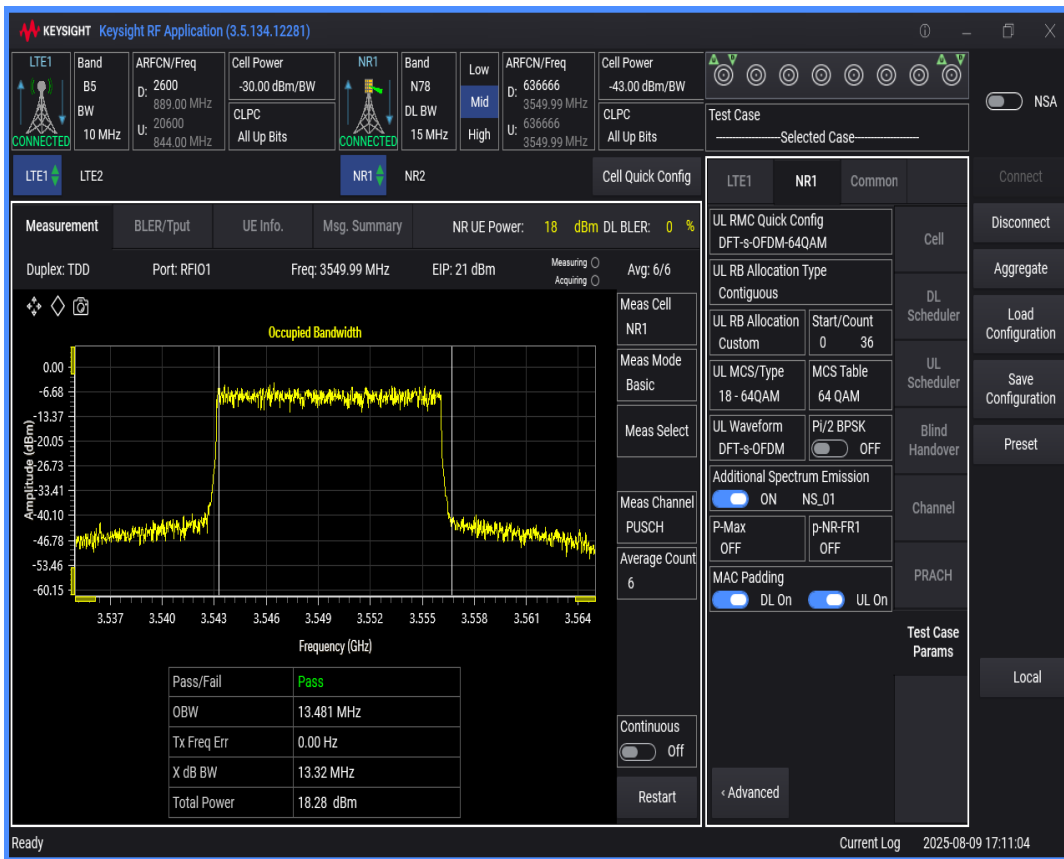 KEYSIGHT Keysight RF Application (3.5.134.12281)
LTE1
CONNECTED
Band
B5
BW
10 MHz
ARFCN/Freq
D: 2600
889.00 MHz
U: 20600
844.00 MHz
Cell Power
-30.00 dBm/BW
CLPC
All Up Bits
NR1
CONNECTED
Band
N78
DL BW
15 MHz
Low
Mid
High
ARFCN/Freq
D: 636666
3549.99 MHz
U: 636666
3549.99 MHz
Cell Power
-43.00 dBm/BW
CLPC
All Up Bits
Test Case
-----------------Selected Case-----------------
NSA
LTE1 LTE2 NR1 NR2 Cell Quick Config
Measurement BLER/Tput UE Info. Msg. Summary NR UE Power: 18 dBm DL BLER: 0 %
Duplex: TDD Port: RFIO1 Freq: 3549.99 MHz EIP: 21 dBm Measuring Avg: 6/6
Acquiring
Occupied Bandwidth
Amplitude (dBm)
0.00
-6.68
-13.37
-20.05
-26.73
-33.41
-40.10
-46.78
-53.46
-60.15
3.537 3.540 3.543 3.546 3.549 3.552 3.555 3.558 3.561 3.564
Frequency (GHz)
Pass/Fail Pass
OBW 13.481 MHz
Tx Freq Err 0.00 Hz
X dB BW 13.32 MHz
Total Power 18.28 dBm
Meas Cell
NR1
Meas Mode
Basic
Meas Select
Meas Channel
PUSCH
Average Count
6
Continuous
Off
Restart
LTE1 NR1 Common
UL RMC Quick Config
DFT-s-OFDM-64QAM
UL RB Allocation Type
Contiguous
UL RB Allocation Start/Count
Custom 0 36
UL MCS/Type MCS Table
18 - 64QAM 64 QAM
UL Waveform Pi/2 BPSK
DFT-s-OFDM OFF
Additional Spectrum Emission
ON NS_01
P-Max p-NR-FR1
OFF OFF
MAC Padding
DL On UL On
‹ Advanced
Cell
DL
Scheduler
UL
Scheduler
Blind
Handover
Channel
PRACH
Test Case
Params
Connect
Disconnect
Aggregate
Load
Configuration
Save
Configuration
Preset
Local
Ready Current Log 2025-08-09 17:11:04